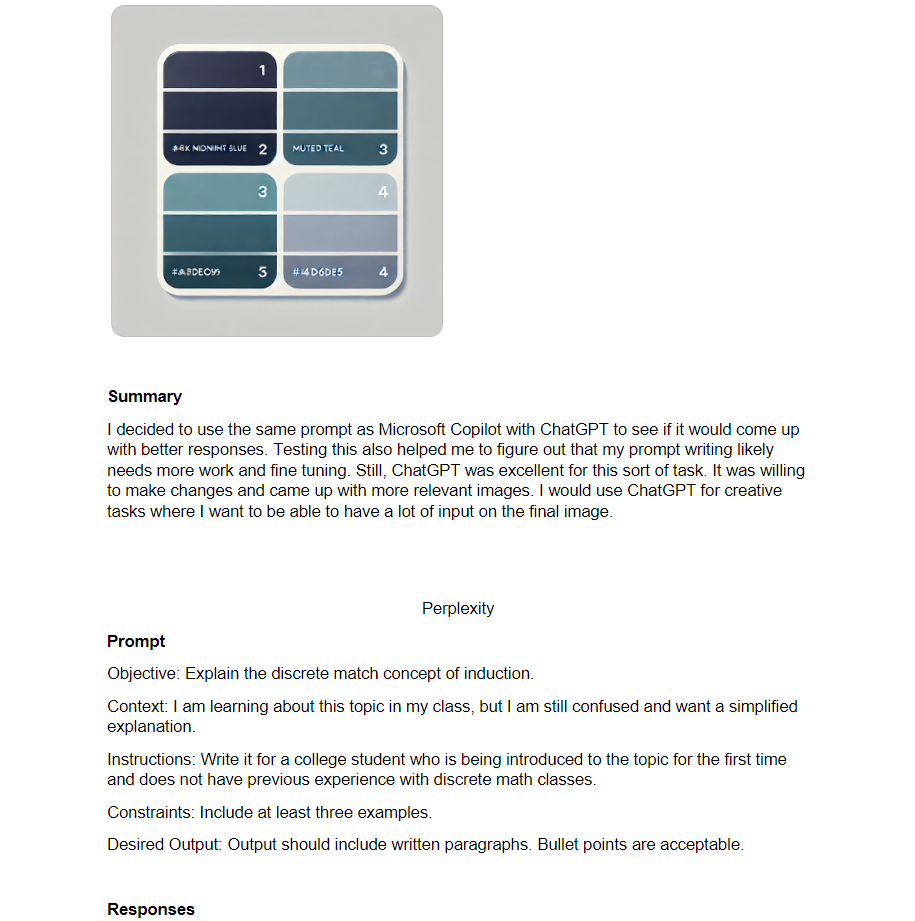 1
#4K MIDNIHT BLUE 2
MUTED TEAL 3
3
4
5
#I4D6DE5 4
Summary
I decided to use the same prompt as Microsoft Copilot with ChatGPT to see if it would come up
with better responses. Testing this also helped me to figure out that my prompt writing likely
needs more work and fine tuning. Still, ChatGPT was excellent for this sort of task. It was willing
to make changes and came up with more relevant images. I would use ChatGPT for creative
tasks where I want to be able to have a lot of input on the final image.
Perplexity
Prompt
Objective: Explain the discrete match concept of induction.
Context: I am learning about this topic in my class, but I am still confused and want a simplified
explanation.
Instructions: Write it for a college student who is being introduced to the topic for the first time
and does not have previous experience with discrete math classes.
Constraints: Include at least three examples.
Desired Output: Output should include written paragraphs. Bullet points are acceptable.
Responses